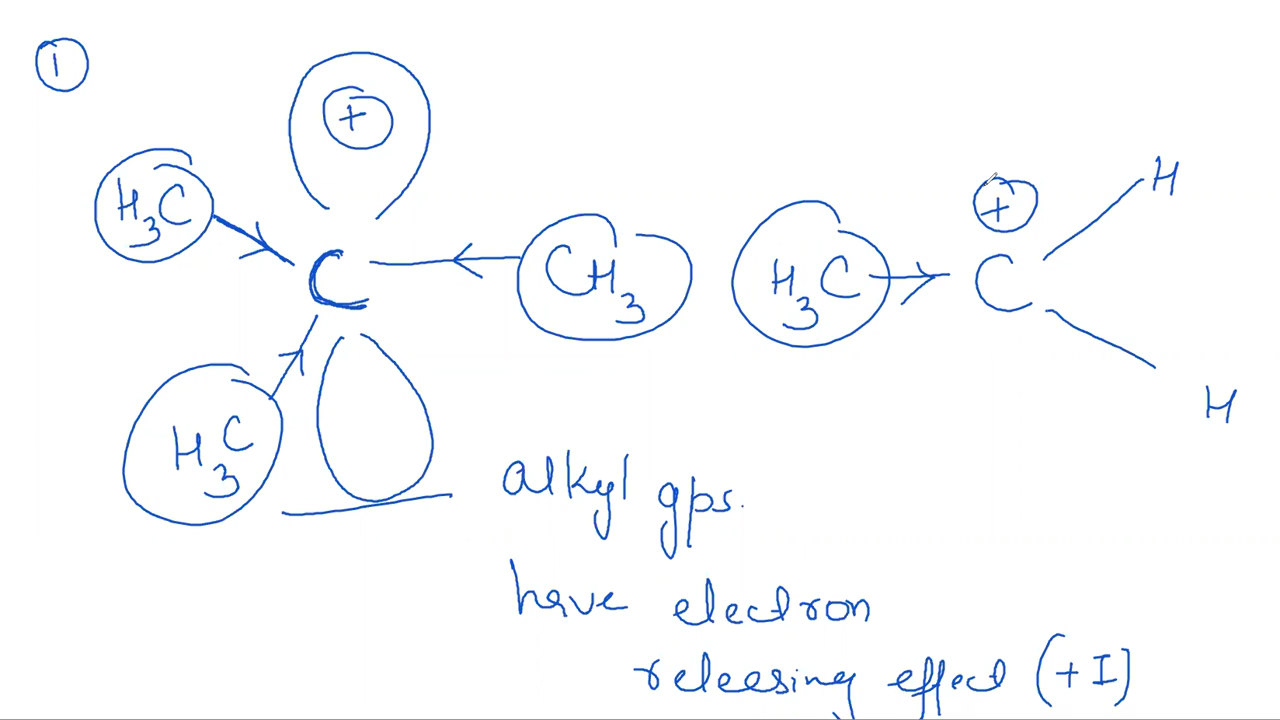 1
+
H₃C
C
CH₃
H₃C
+
H₃C
C
H
H
alkyl gps.
have electron
releasing effect (+I)